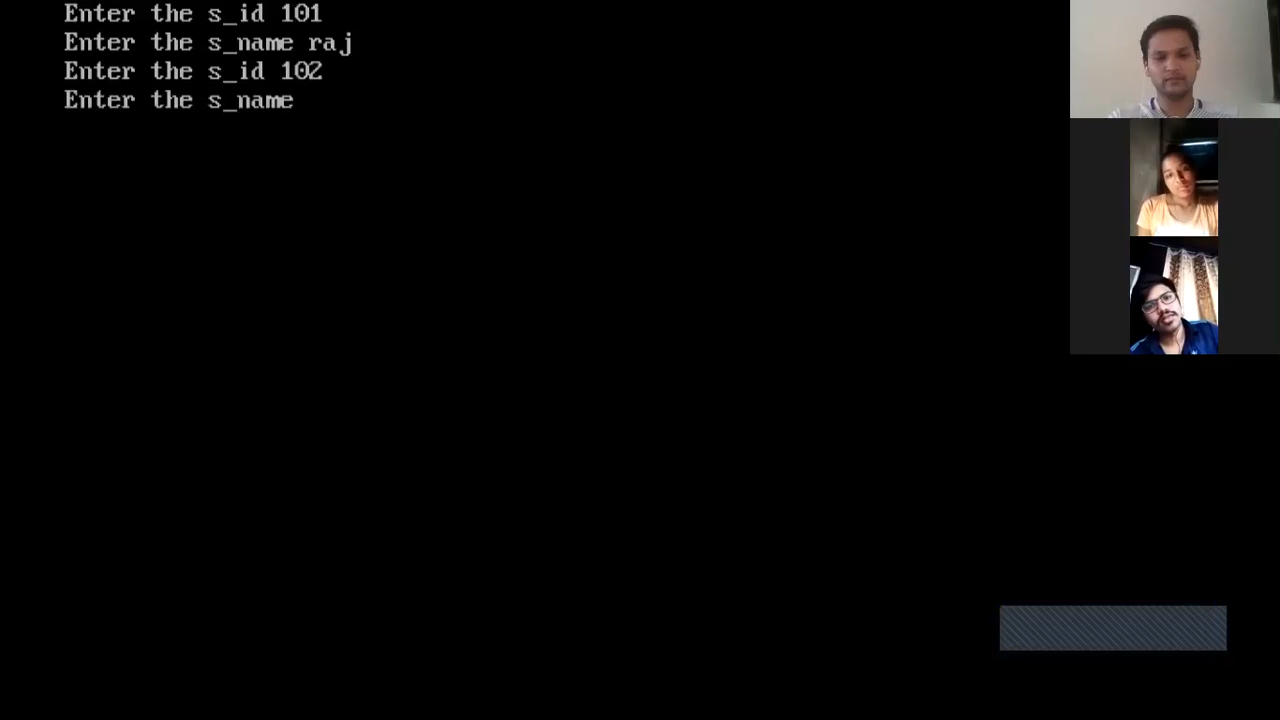 Enter the s_id 101
Enter the s_name raj
Enter the s_id 102
Enter the s_name